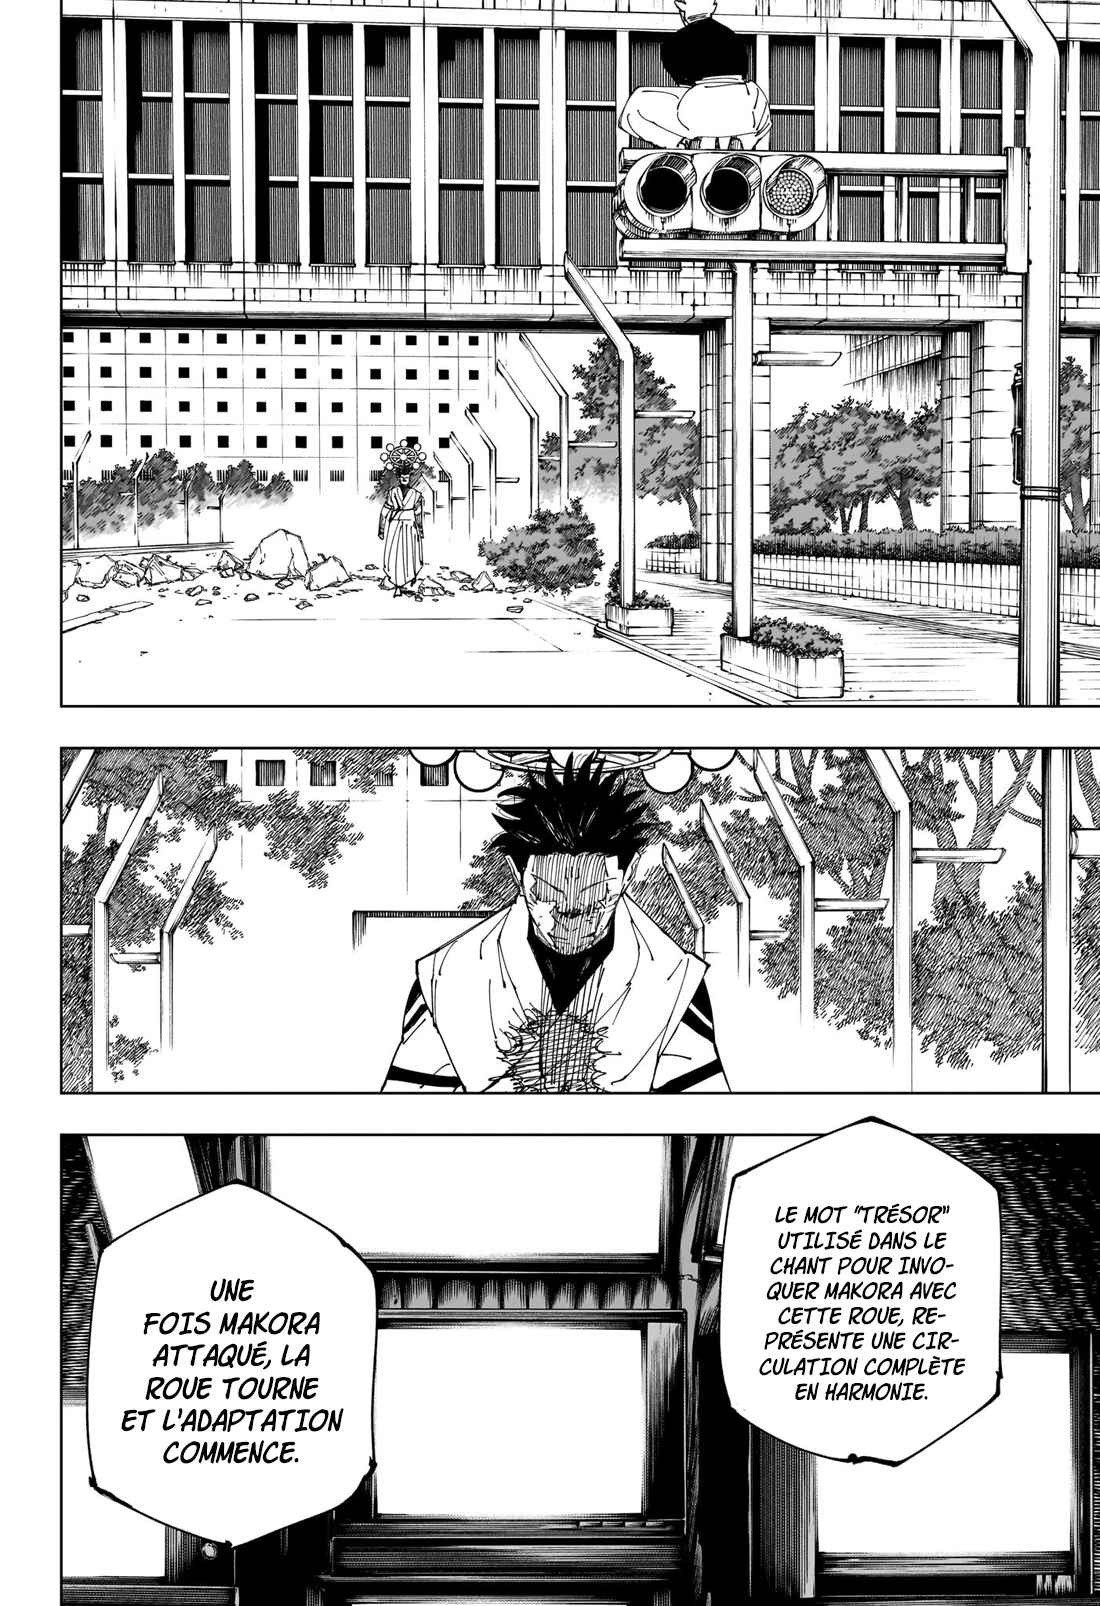 LE MOT "TRÉSOR"
UTILISÉ DANS LE
CHANT POUR INVO-
QUER MAKORA AVEC
CETTE ROUE, RE-
PRÉSENTE UNE CIR-
CULATION COMPLÈTE
EN HARMONIE.
UNE
FOIS MAKORA
ATTAQUÉ, LA
ROUE TOURNE
ET L'ADAPTATION
COMMENCE.